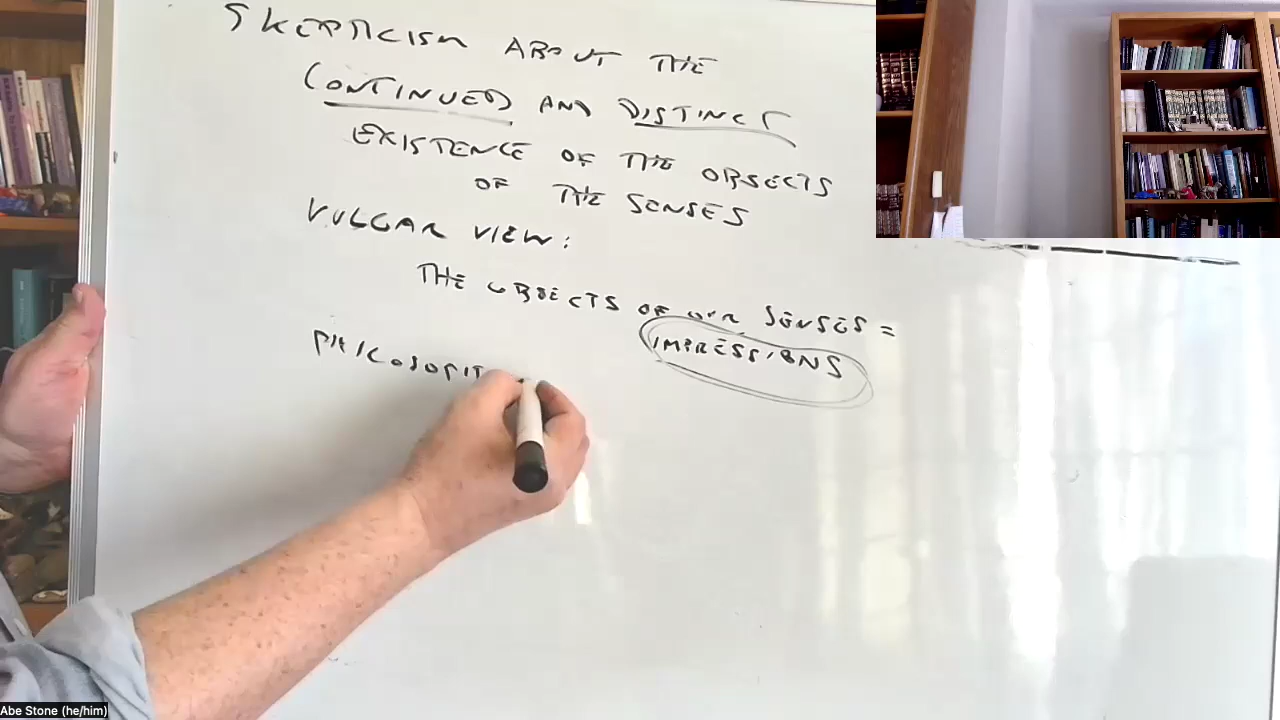 SKEPTICISM ABOUT THE
CONTINUED AND DISTINCT
EXISTENCE OF THE OBJECTS
OF THE SENSES
VULGAR VIEW:
THE OBJECTS OF OUR SENSES =
IMPRESSIONS
PHILOSOPH
Abe Stone (he/him)